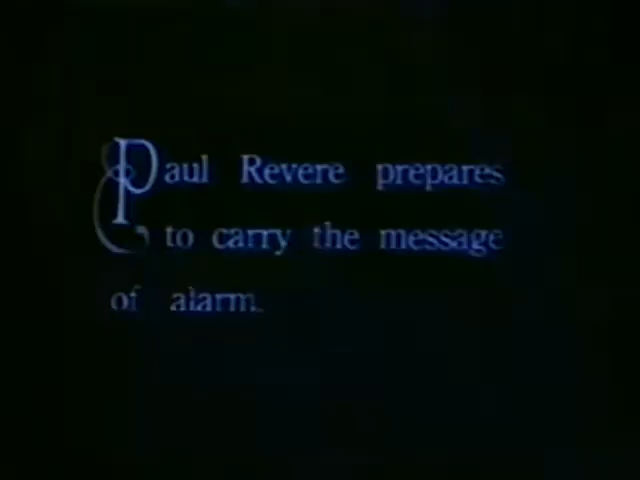 Paul Revere prepares
to carry the message
of alarm.